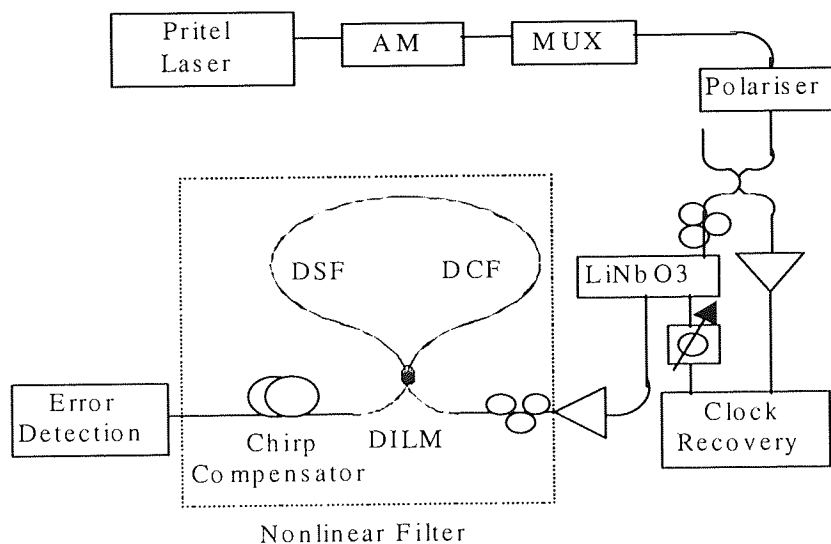 Pritel
Laser
AM
MUX
Polariser
DSF
DCF
LiNbO3
Error
Detection
Chirp
Compensator
DILM
Clock
Recovery
Nonlinear Filter